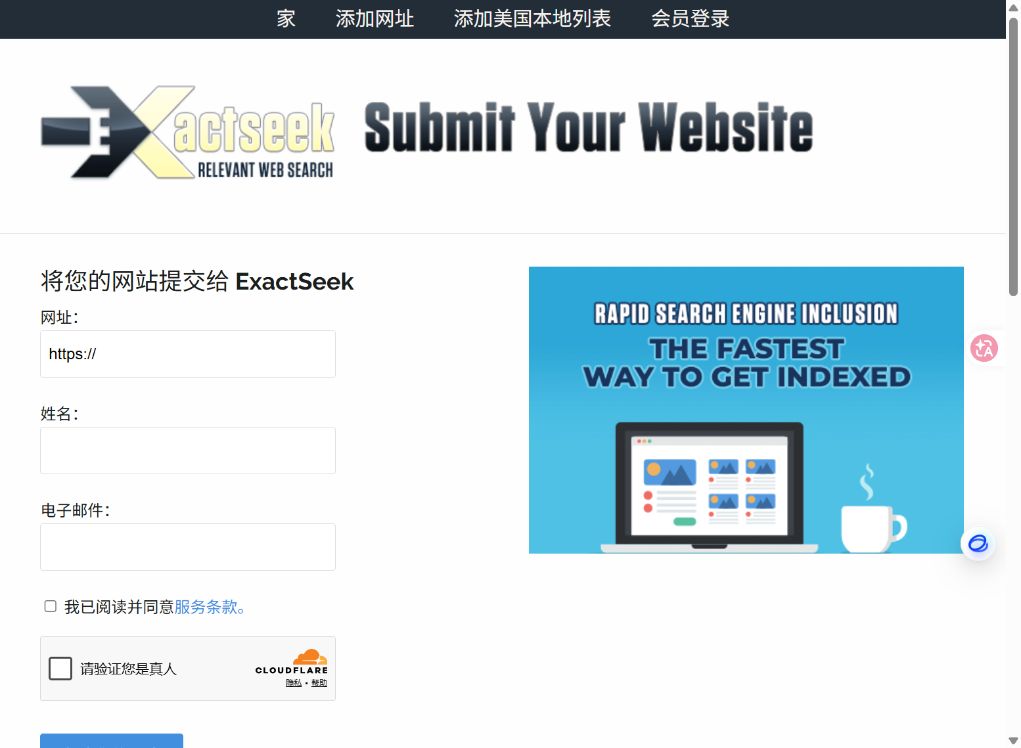 家 添加网址 添加美国本地列表 会员登录
Exactseek
RELEVANT WEB SEARCH
Submit Your Website
将您的网站提交给 ExactSeek
网址：
https://
姓名：
电子邮件：
我已阅读并同意服务条款。
请验证您是真人
CLOUDFLARE
隐私 • 帮助
RAPID SEARCH ENGINE INCLUSION
THE FASTEST
WAY TO GET INDEXED